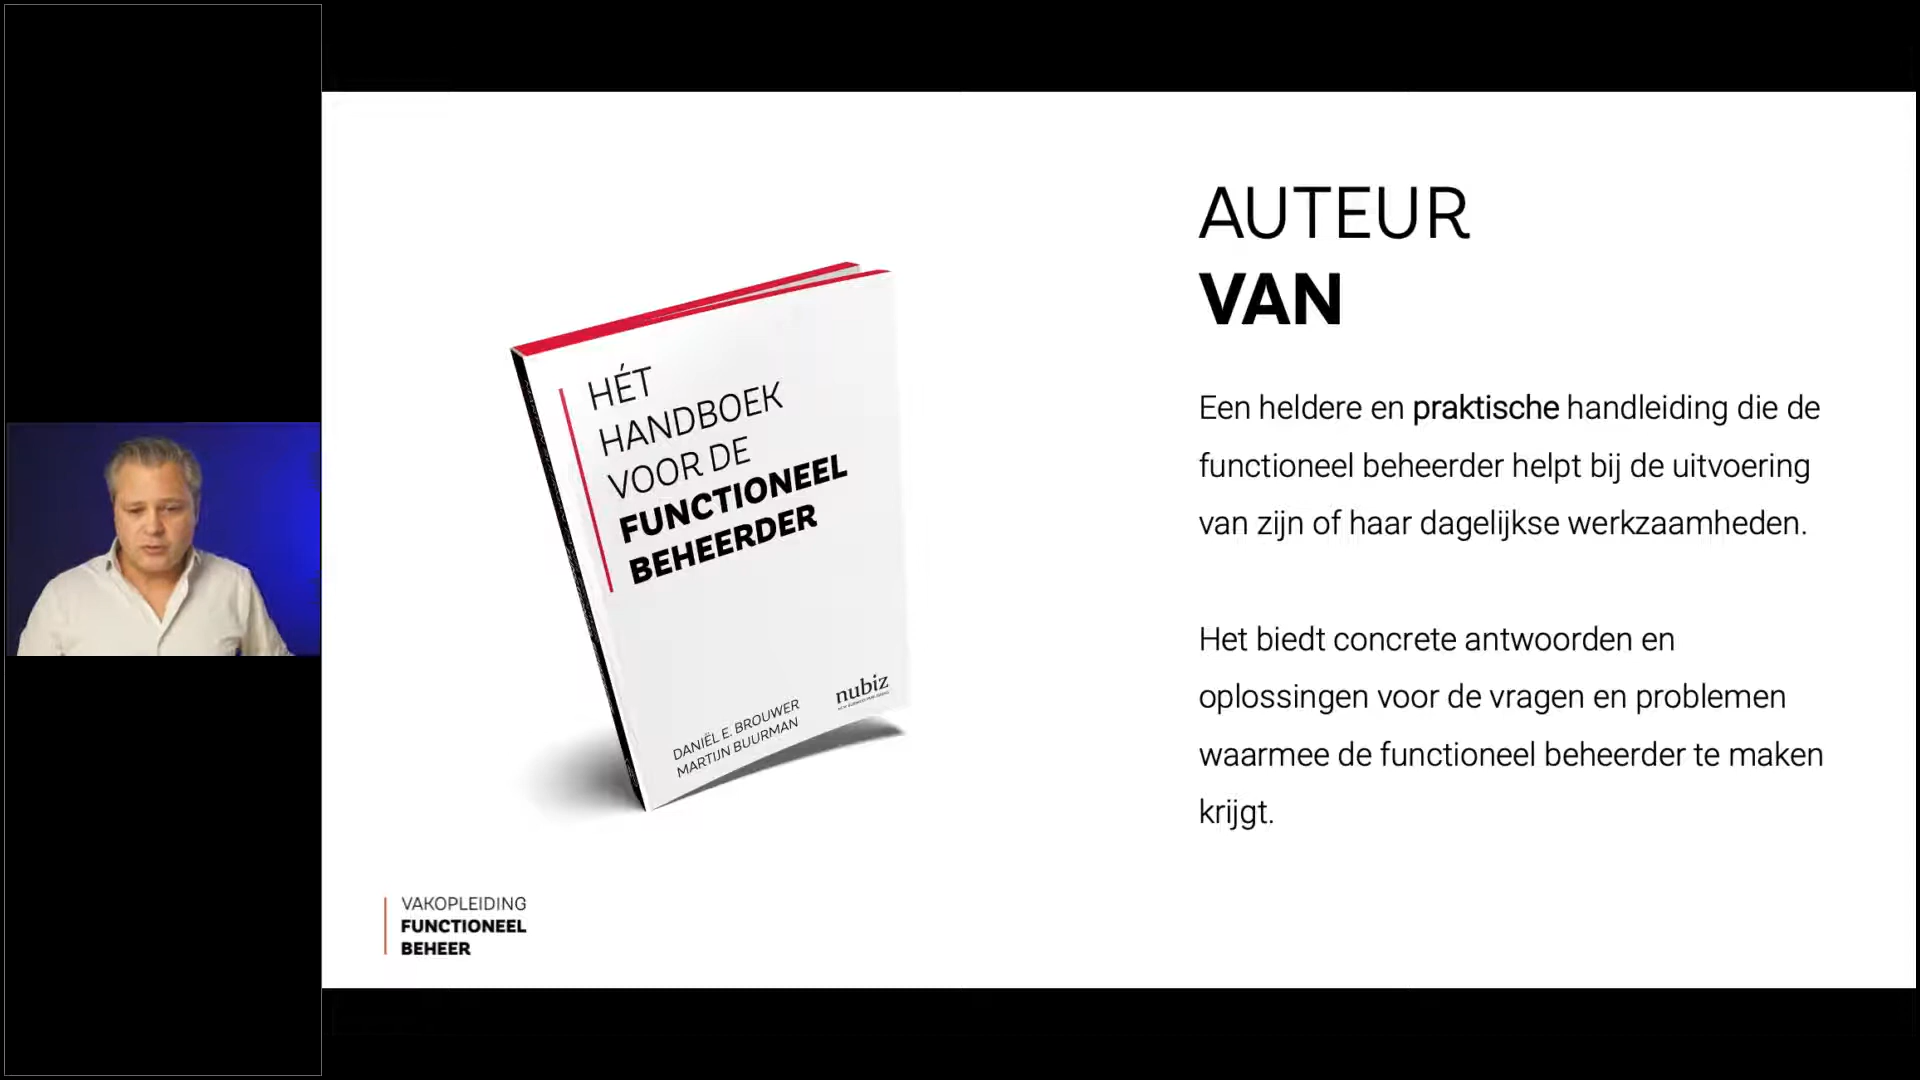 AUTEUR
VAN
HÉT
HANDBOEK
VOOR DE
FUNCTIONEEL
BEHEERDER
DANIËL E. BROUWER
MARTIJN BUURMAN
nubiz
Een heldere en praktische handleiding die de
functioneel beheerder helpt bij de uitvoering
van zijn of haar dagelijkse werkzaamheden.
Het biedt concrete antwoorden en
oplossingen voor de vragen en problemen
waarmee de functioneel beheerder te maken
krijgt.
VAKOPLEIDING
FUNCTIONEEL
BEHEER